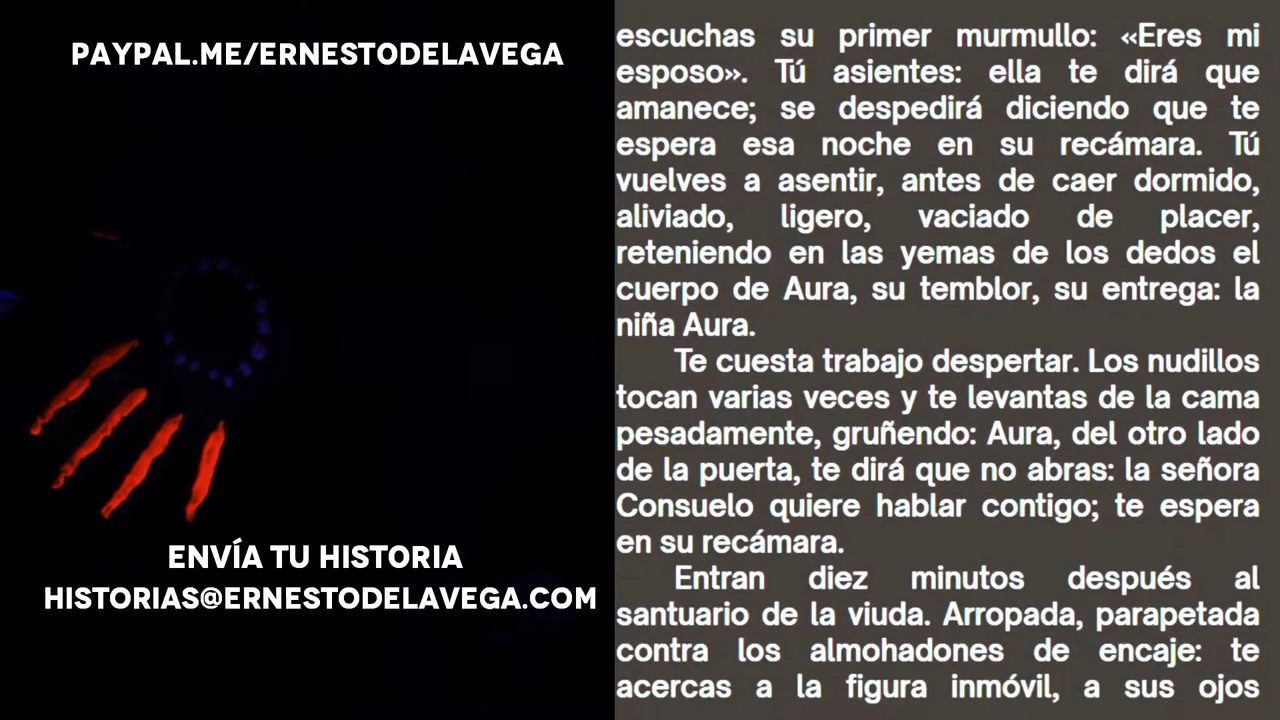 PAYPAL.ME/ERNESTODELAVEGA
ENVÍA TU HISTORIA
HISTORIAS@ERNESTODELAVEGA.COM
escuchas su primer murmullo: «Eres mi
esposo». Tú asientes: ella te dirá que
amanece; se despedirá diciendo que te
espera esa noche en su recámara. Tú
vuelves a asentir, antes de caer dormido,
aliviado, ligero, vaciado de placer,
reteniendo en las yemas de los dedos el
cuerpo de Aura, su temblor, su entrega: la
niña Aura.
Te cuesta trabajo despertar. Los nudillos
tocan varias veces y te levantas de la cama
pesadamente, gruñendo: Aura, del otro lado
de la puerta, te dirá que no abras: la señora
Consuelo quiere hablar contigo; te espera
en su recámara.
Entran diez minutos después al
santuario de la viuda. Arropada, parapetada
contra los almohadones de encaje: te
acercas a la figura inmóvil, a sus ojos